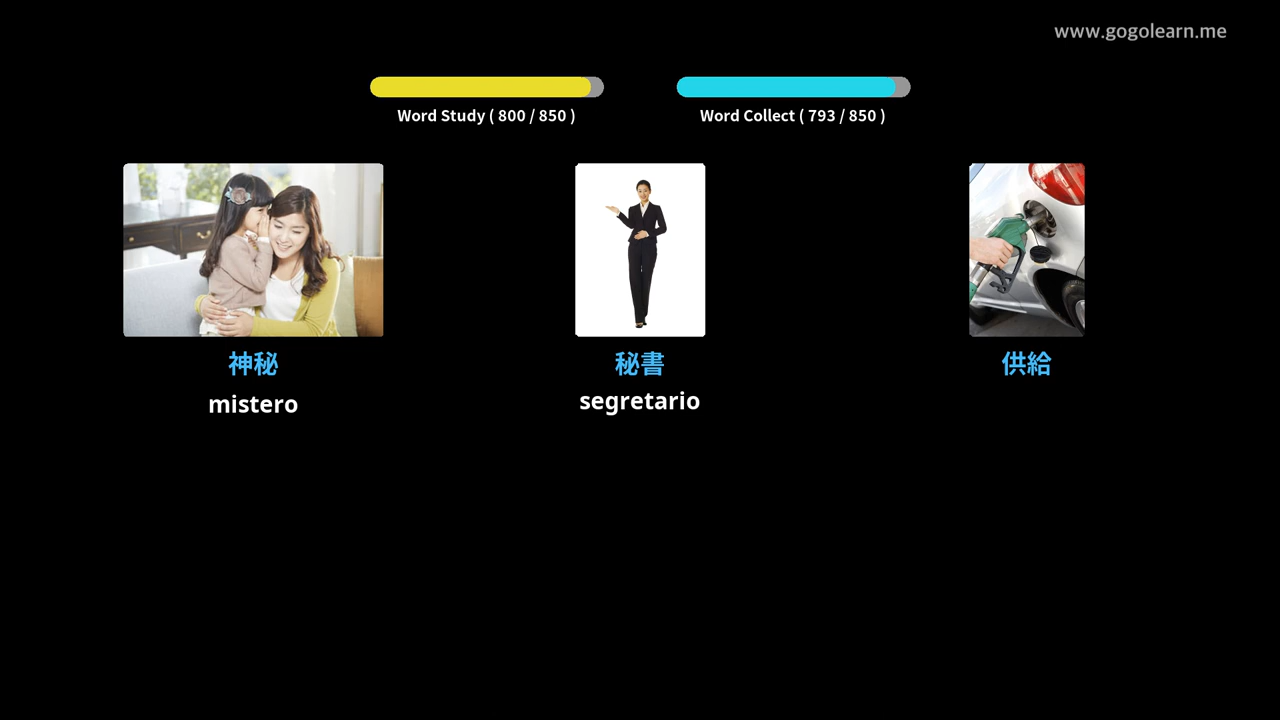 www.gogolearn.me
Word Study ( 800 / 850 )
Word Collect ( 793 / 850 )
神秘
mistero
秘書
segretario
供給